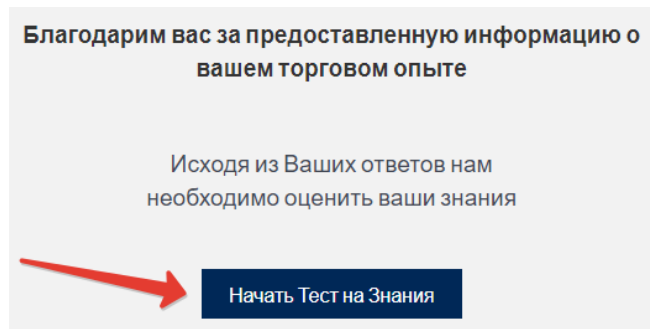 Благодарим вас за предоставленную информацию о
вашем торговом опыте
Исходя из Ваших ответов нам
необходимо оценить ваши знания
Начать Тест на Знания